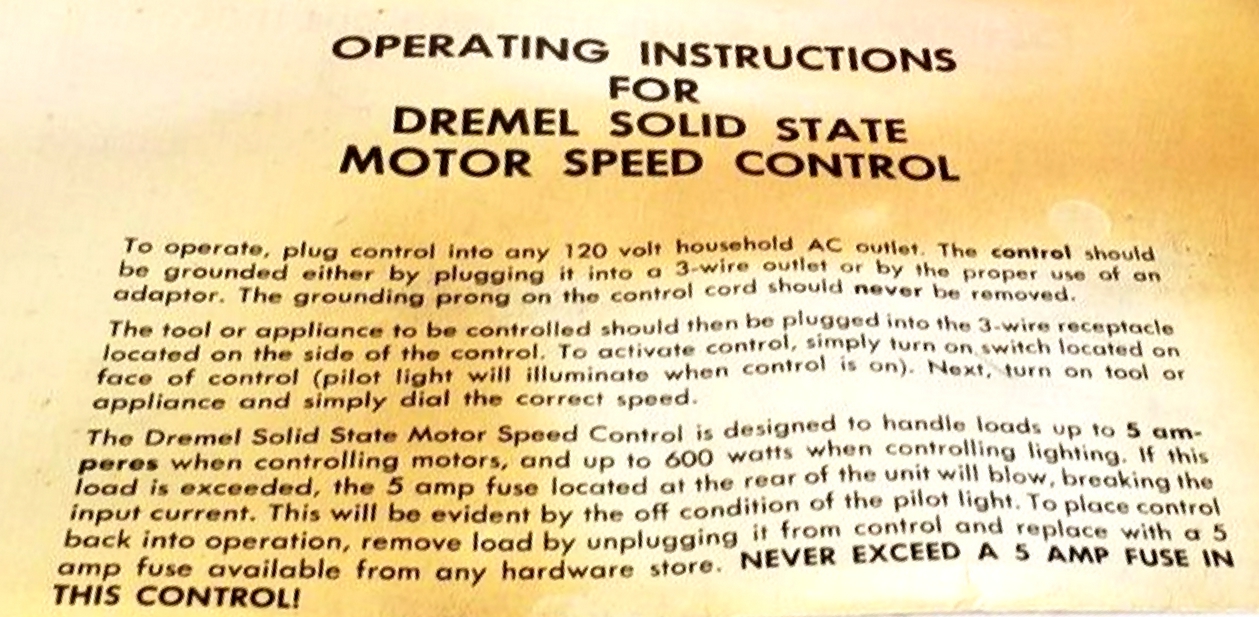 OPERATING INSTRUCTIONS
FOR
DREMEL SOLID STATE
MOTOR SPEED CONTROL
To operate, plug control into any 120 volt household AC outlet. The control should
be grounded either by plugging it into a 3-wire outlet or by the proper use of an
adaptor. The grounding prong on the control cord should never be removed.
The tool or appliance to be controlled should then be plugged into the 3-wire receptacle
located on the side of the control. To activate control, simply turn on switch located on
face of control (pilot light will illuminate when control is on). Next, turn on tool or
appliance and simply dial the correct speed.
The Dremel Solid State Motor Speed Control is designed to handle loads up to 5 am-
peres when controlling motors, and up to 600 watts when controlling lighting. If this
load is exceeded, the 5 amp fuse located at the rear of the unit will blow, breaking the
input current. This will be evident by the off condition of the pilot light. To place control
back into operation, remove load by unplugging it from control and replace with a 5
amp fuse available from any hardware store. NEVER EXCEED A 5 AMP FUSE IN
THIS CONTROL!